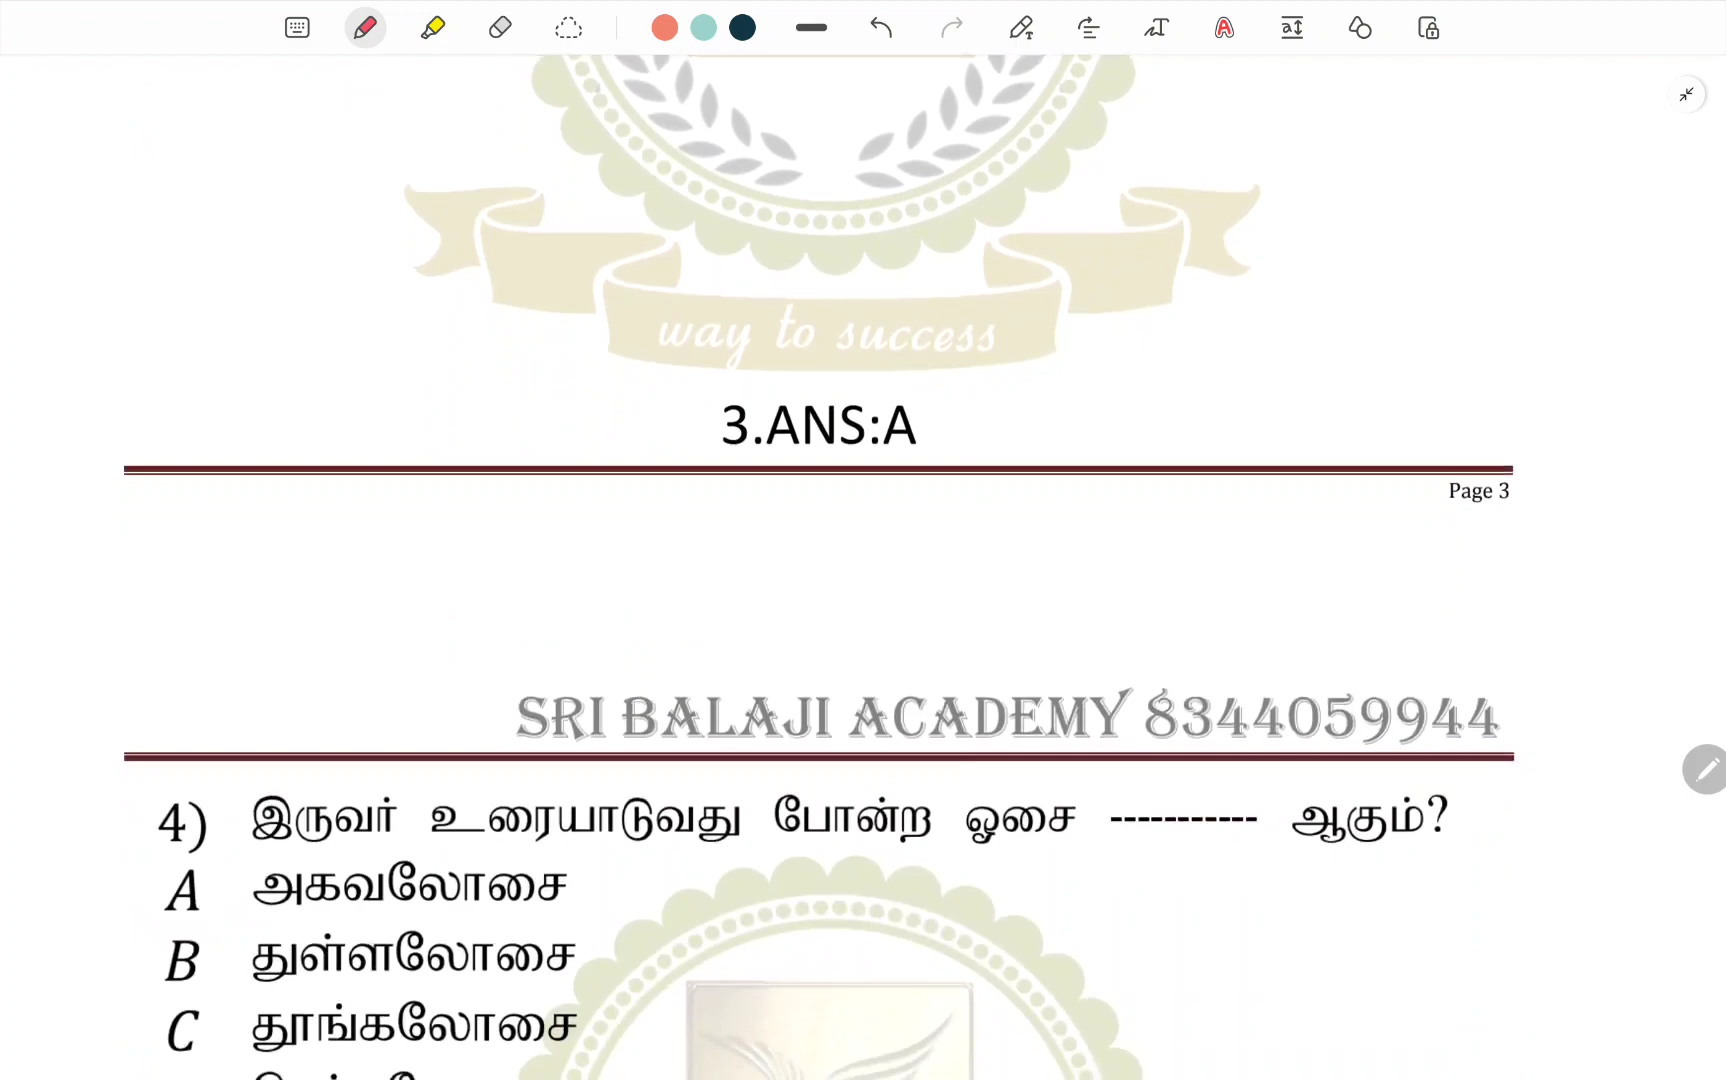 way to success
3.ANS:A
Page 3
SRI BALAJI ACADEMY 8344059944
4) இருவர் உரையாடுவது போன்ற ஓசை ----------- ஆகும்?
A அகவலோசை
B துள்ளலோசை
C தூங்கலோசை